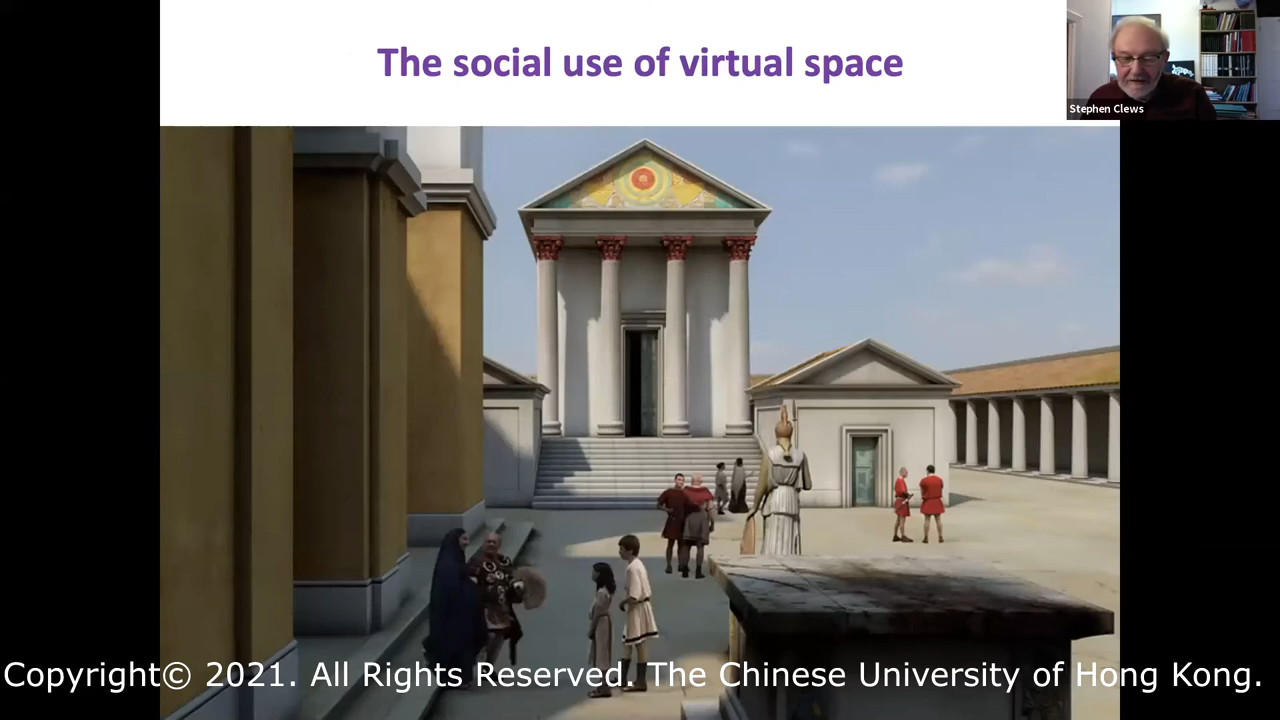 The social use of virtual space
Stephen Clews
Copyright© 2021. All Rights Reserved. The Chinese University of Hong Kong.